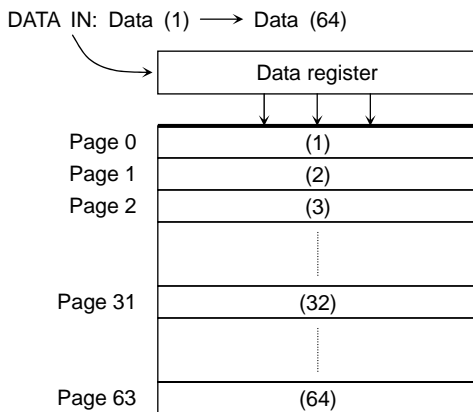 DATA IN: Data (1) → Data (64)
Data register
Page 0 (1)
Page 1 (2)
Page 2 (3)
Page 31 (32)
Page 63 (64)